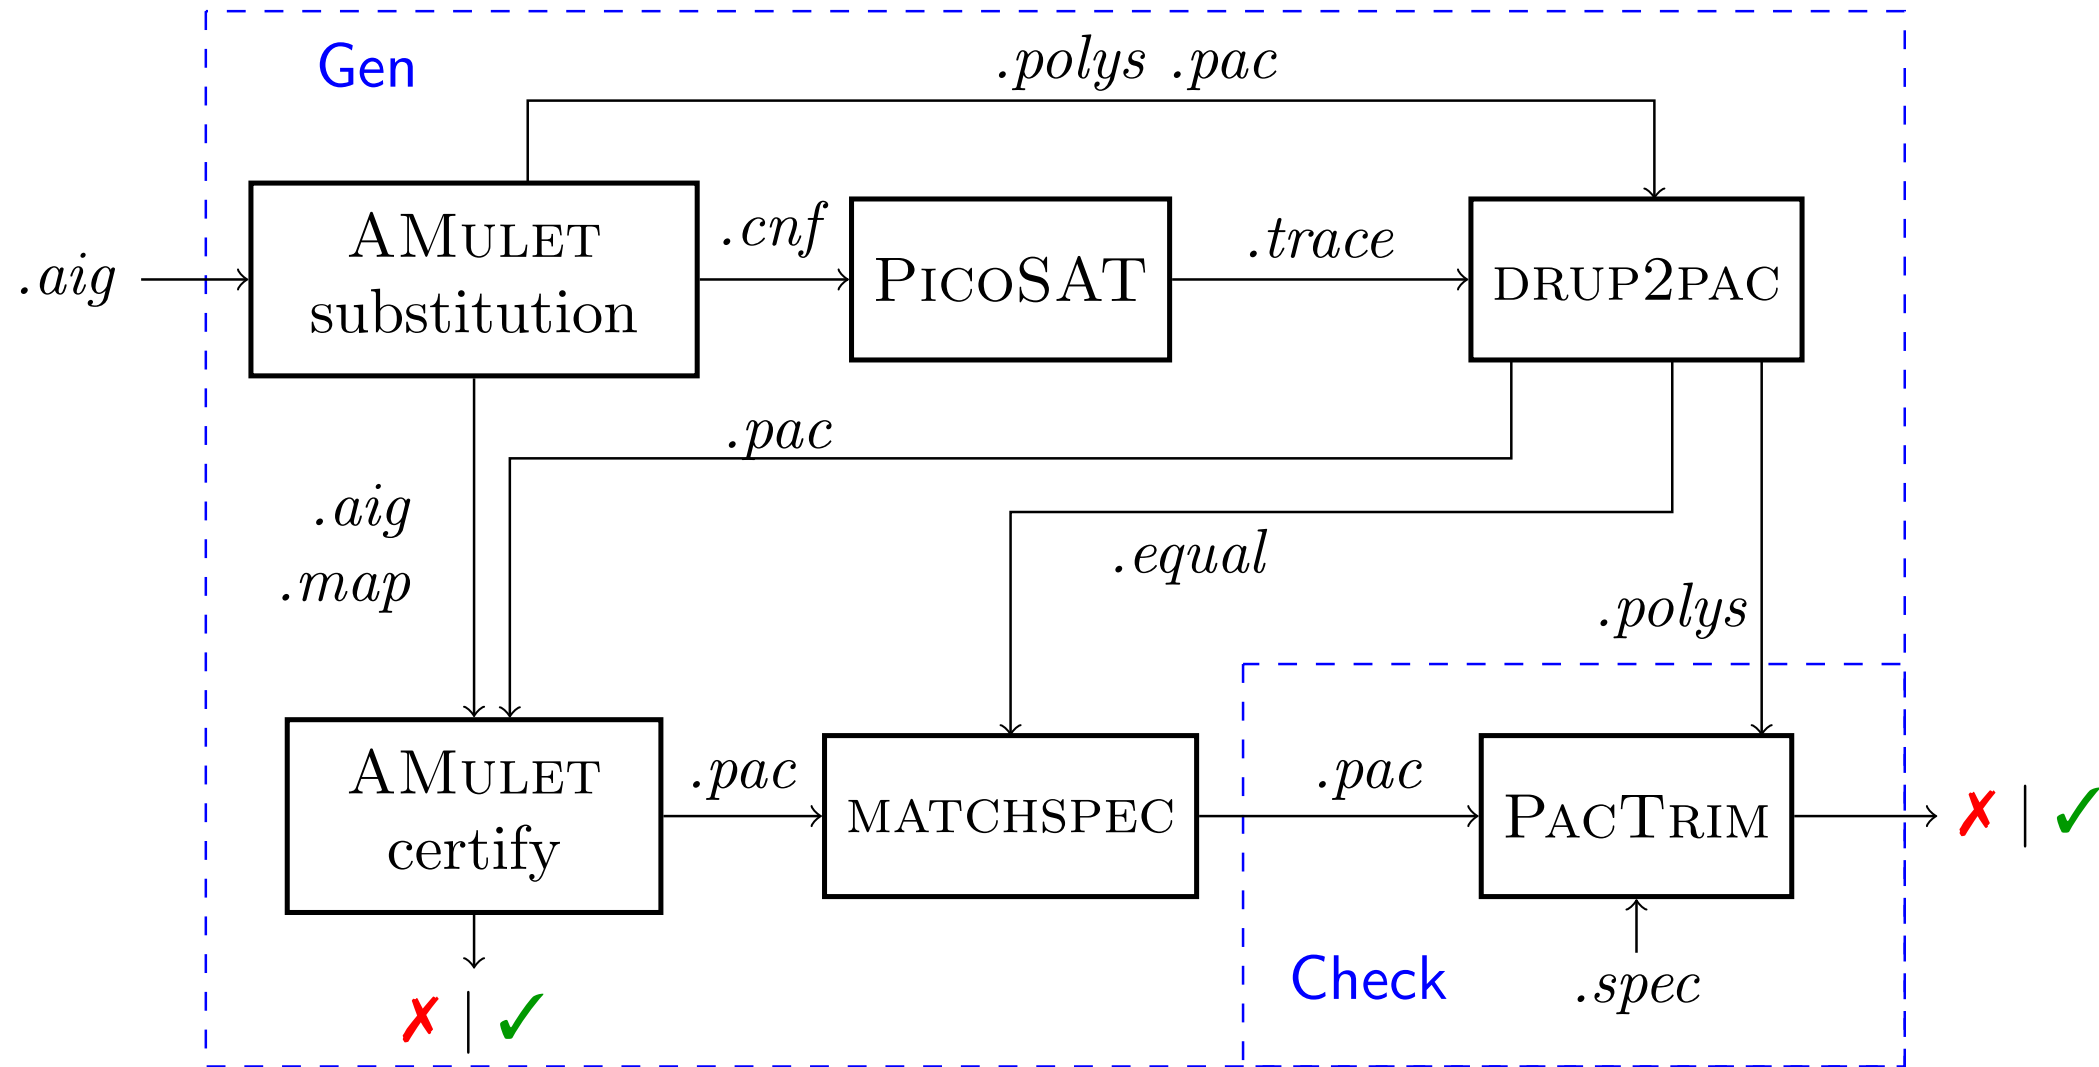 Gen
.polys .pac
.aig
AMULET
substitution
.cnf
PICOSAT
.trace
DRUP2PAC
.pac
.aig
.map
.equal
.polys
AMULET
certify
.pac
MATCHSPEC
.pac
PACTRIM
✗ | ✓
Check
.spec
✗ | ✓